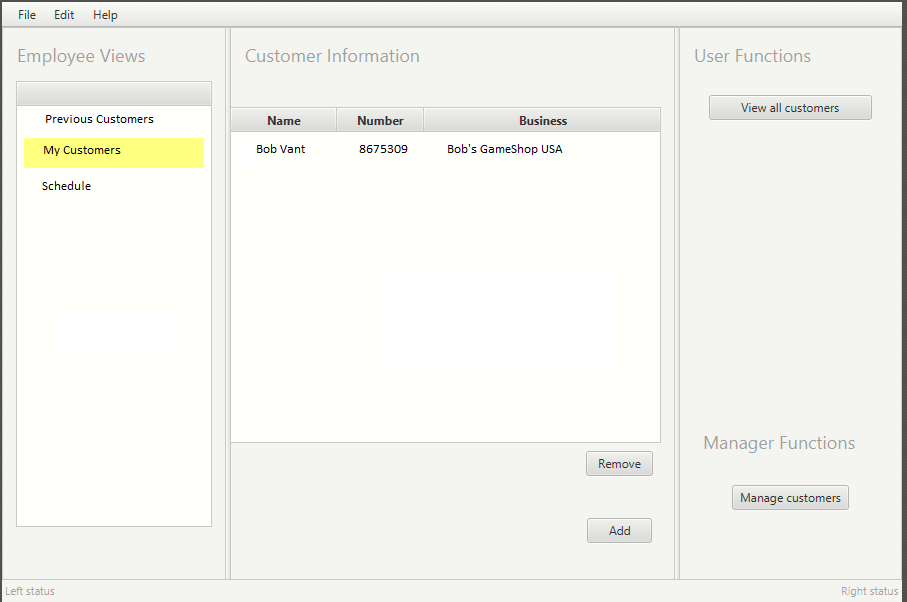 File Edit Help
Employee Views
Previous Customers
My Customers
Schedule
Customer Information
Name Number Business
Bob Vant 8675309 Bob's GameShop USA
Remove
Add
User Functions
View all customers
Manager Functions
Manage customers
Left status
Right status